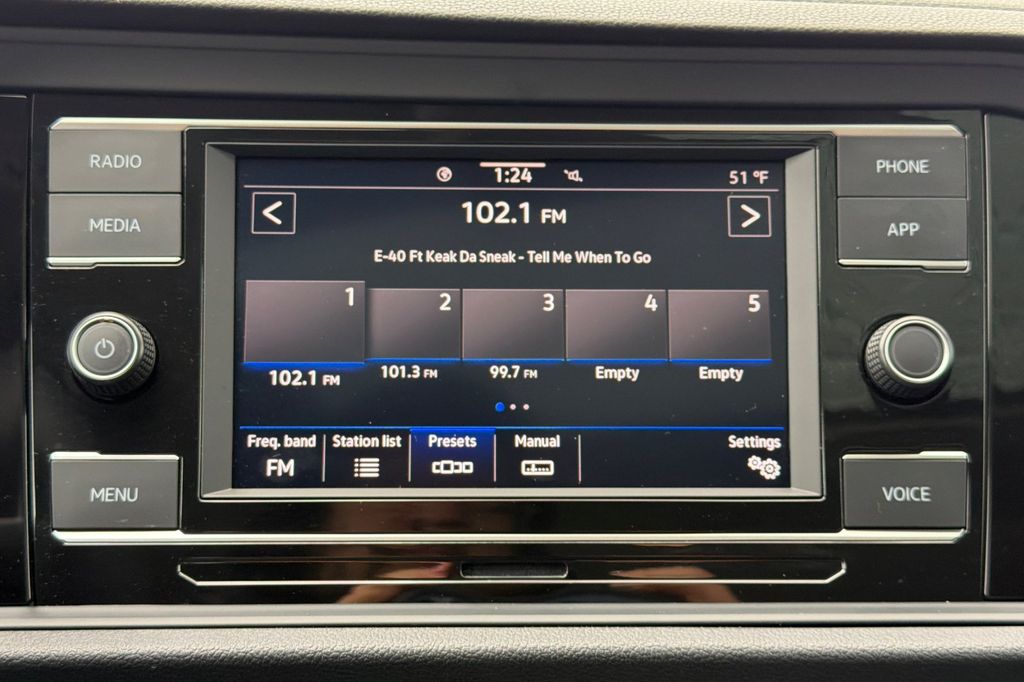 RADIO
MEDIA
MENU
1:24
51 °F
<
102.1 FM
>
E-40 Ft Keak Da Sneak - Tell Me When To Go
1
2
3
4
5
102.1 FM
101.3 FM
99.7 FM
Empty
Empty
Freq. band
FM
Station list
Presets
Manual
Settings
PHONE
APP
VOICE